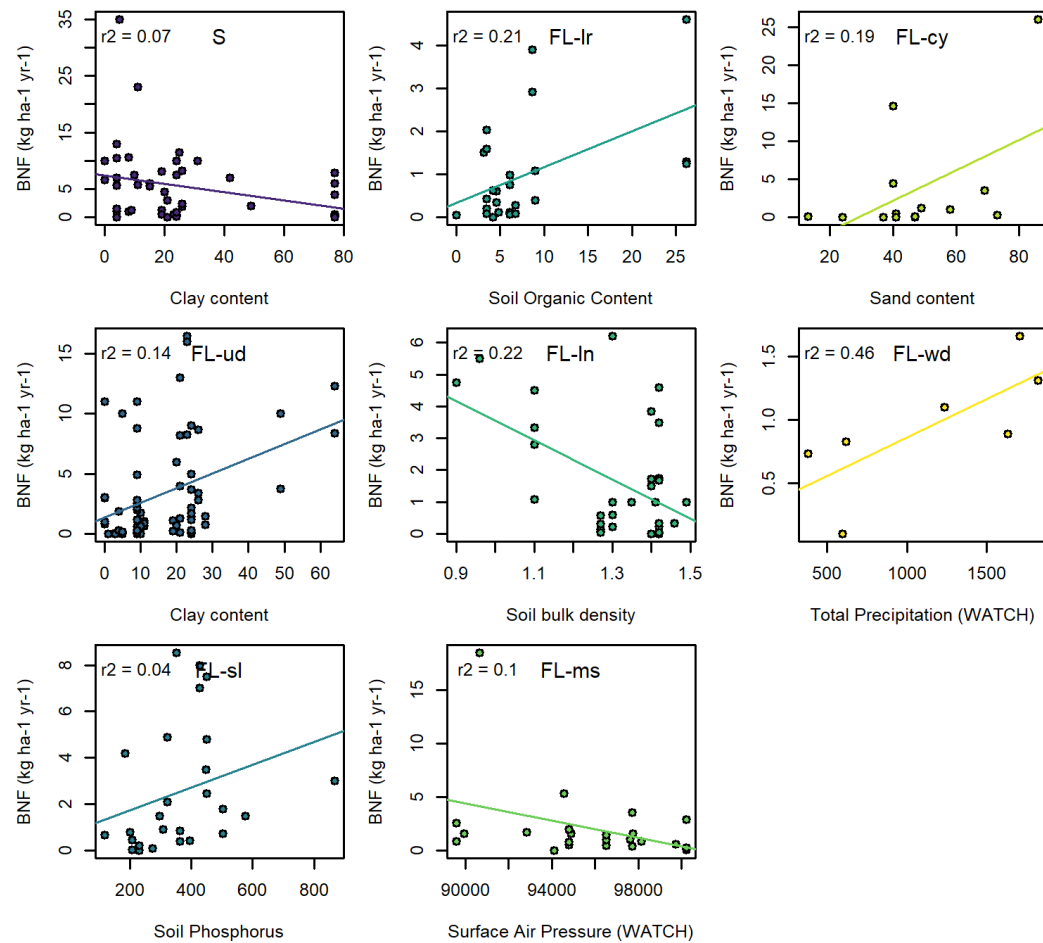 r2 = 0.07 S
BNF (kg ha-1 yr-1)
0 5 15 25 35
0 20 40 60 80
Clay content
r2 = 0.21 FL-lr
BNF (kg ha-1 yr-1)
0 1 2 3 4
0 5 10 15 20 25
Soil Organic Content
r2 = 0.19 FL-cy
BNF (kg ha-1 yr-1)
0 5 10 15 20 25
20 40 60 80
Sand content
r2 = 0.14 FL-ud
BNF (kg ha-1 yr-1)
0 5 10 15
0 10 20 30 40 50 60
Clay content
r2 = 0.22 FL-ln
BNF (kg ha-1 yr-1)
0 1 2 3 4 5 6
0.9 1.1 1.3 1.5
Soil bulk density
r2 = 0.46 FL-wd
BNF (kg ha-1 yr-1)
0.5 1.0 1.5
500 1000 1500
Total Precipitation (WATCH)
r2 = 0.04 FL-sl
BNF (kg ha-1 yr-1)
0 2 4 6 8
200 400 600 800
Soil Phosphorus
r2 = 0.1 FL-ms
BNF (kg ha-1 yr-1)
0 5 10 15
90000 94000 98000
Surface Air Pressure (WATCH)